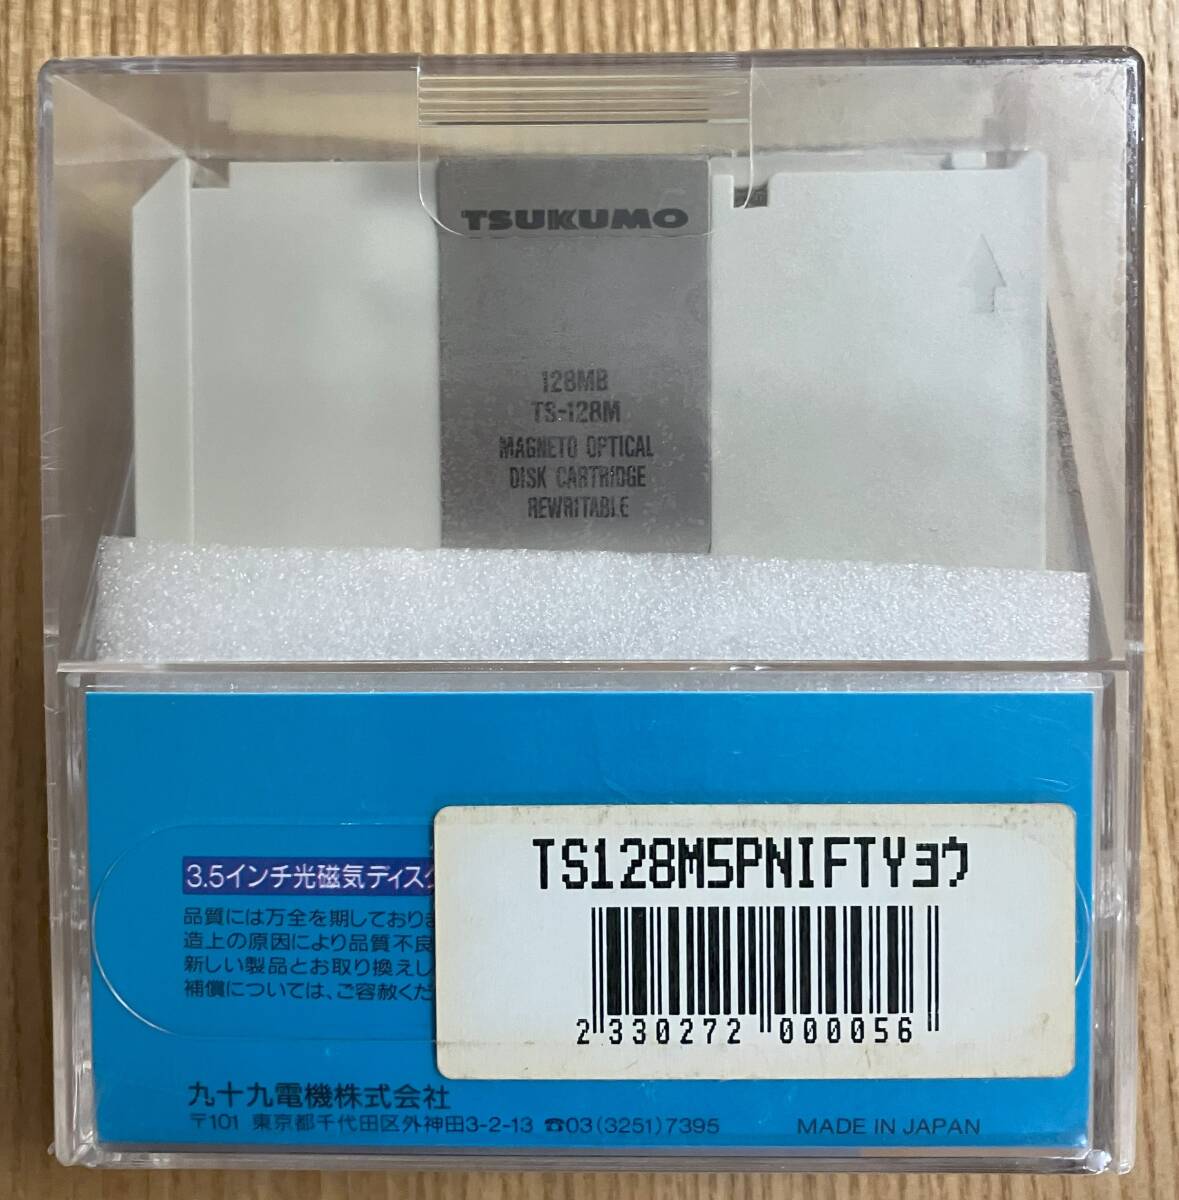 TSUKUMO
128MB
TS-128M
MAGNETO OPTICAL
DISK CARTRIDGE
REWRITABLE
TS128M5PNIFTYヨウ
2 330272 000056
3.5インチ光磁気ディスク
品質には万全を期しておりま
造上の原因により品質不良
新しい製品とお取り換えし
補償については、ご容赦くだ
九十九電機株式会社
〒101 東京都千代田区外神田3-2-13 ☎03(3251)7395
MADE IN JAPAN